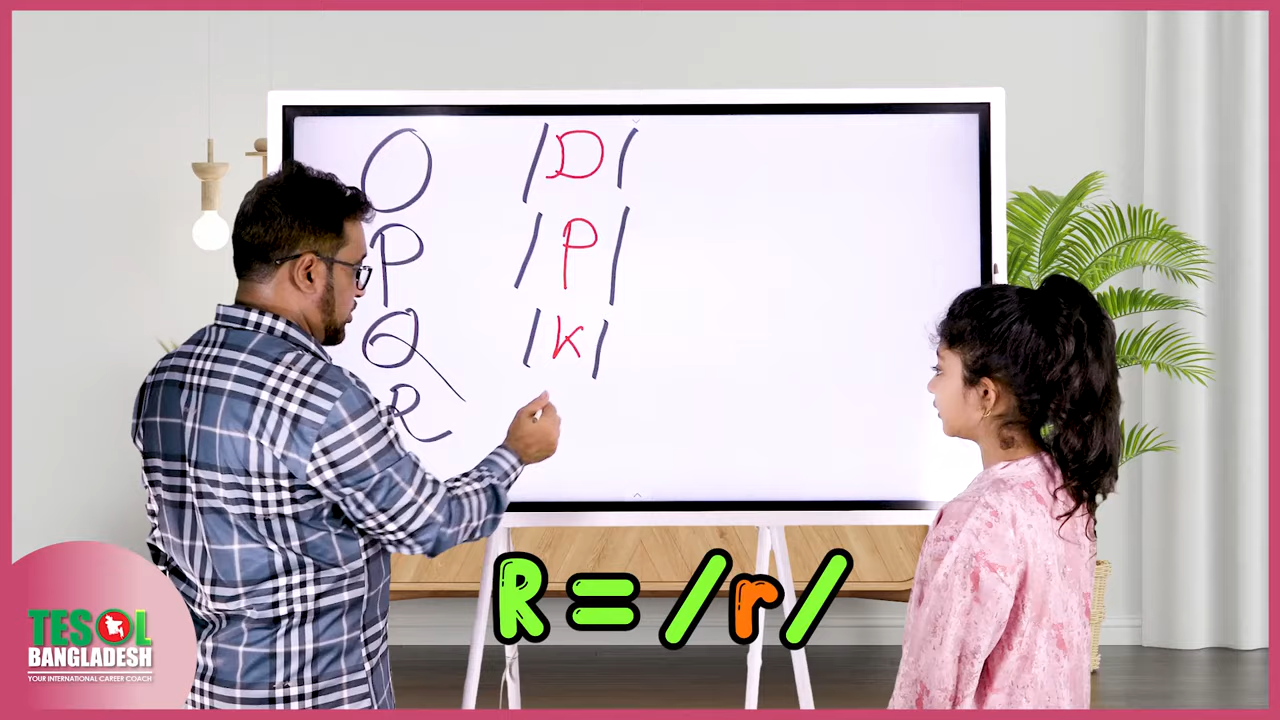 O /D/
P /P/
Q /K/
R
R = /r/
TESOL
BANGLADESH
YOUR INTERNATIONAL CAREER COACH